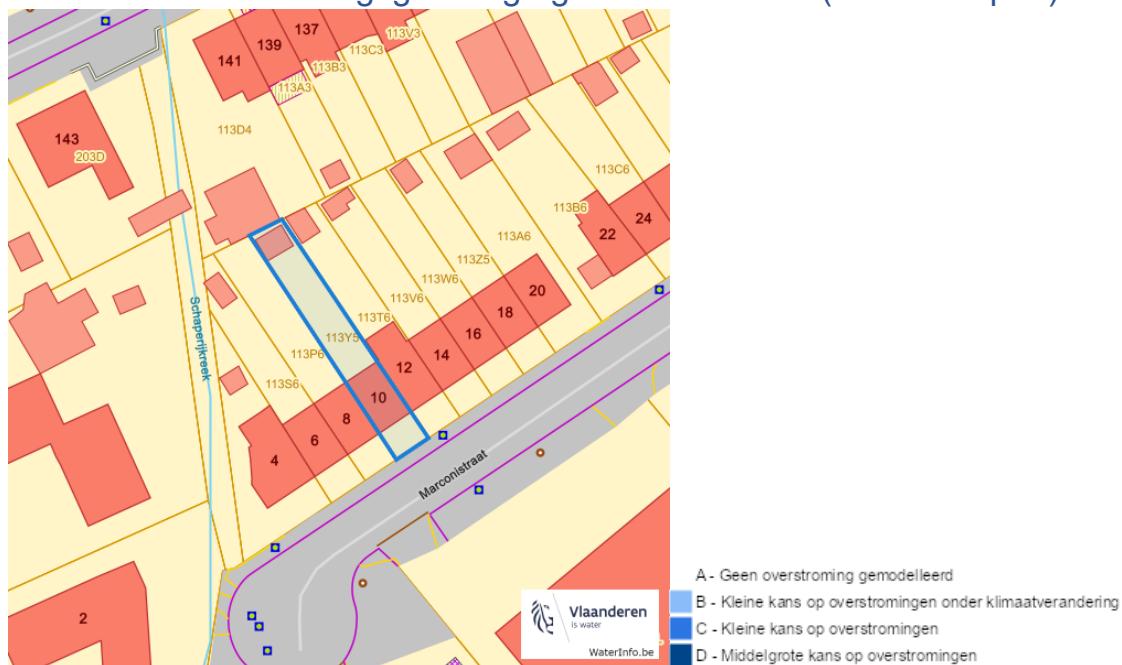 137
113V3
139
113C3
141
113B3
113A3
113D4
143
203D
113C6
113B6
24
22
113A6
113Z5
113W6
20
113V6
18
113T6
16
Schaperijkreek
113Y5
14
113P6
12
113S6
10
8
6
4
Marconistraat
2
Vlaanderen
is water
WaterInfo.be
A - Geen overstroming gemodelleerd
B - Kleine kans op overstromingen onder klimaatverandering
C - Kleine kans op overstromingen
D - Middelgrote kans op overstromingen